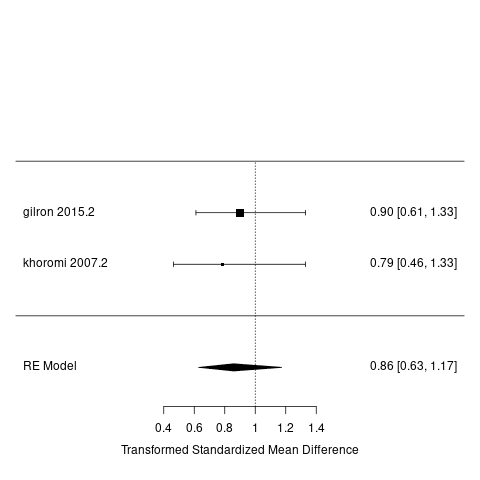 gilron 2015.2 0.90 [0.61, 1.33]
khoromi 2007.2 0.79 [0.46, 1.33]
RE Model 0.86 [0.63, 1.17]
0.4 0.6 0.8 1 1.2 1.4
Transformed Standardized Mean Difference